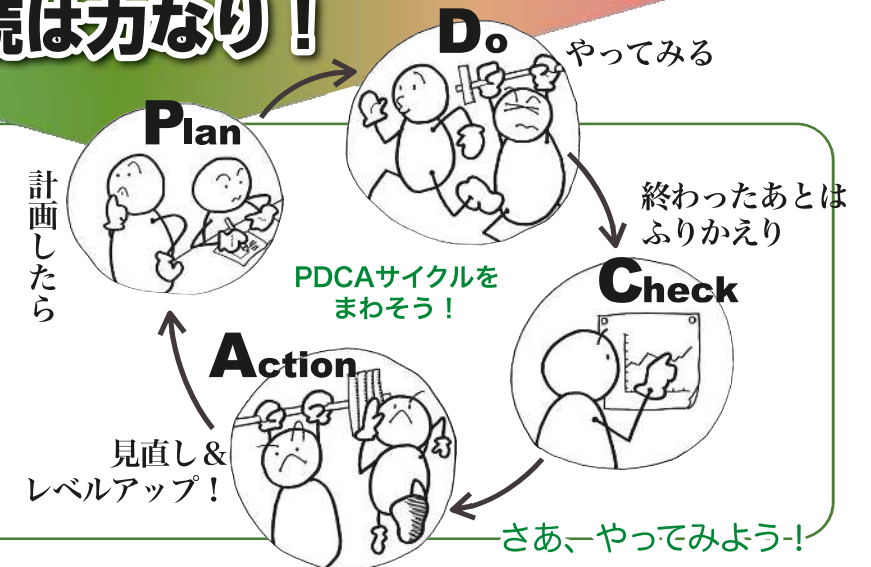 続は力なり！
Plan
計画したら
Do
やってみる
終わったあとは
ふりかえり
Check
PDCAサイクルを
まわそう！
Action
見直し＆
レベルアップ！
さあ、やってみよう！